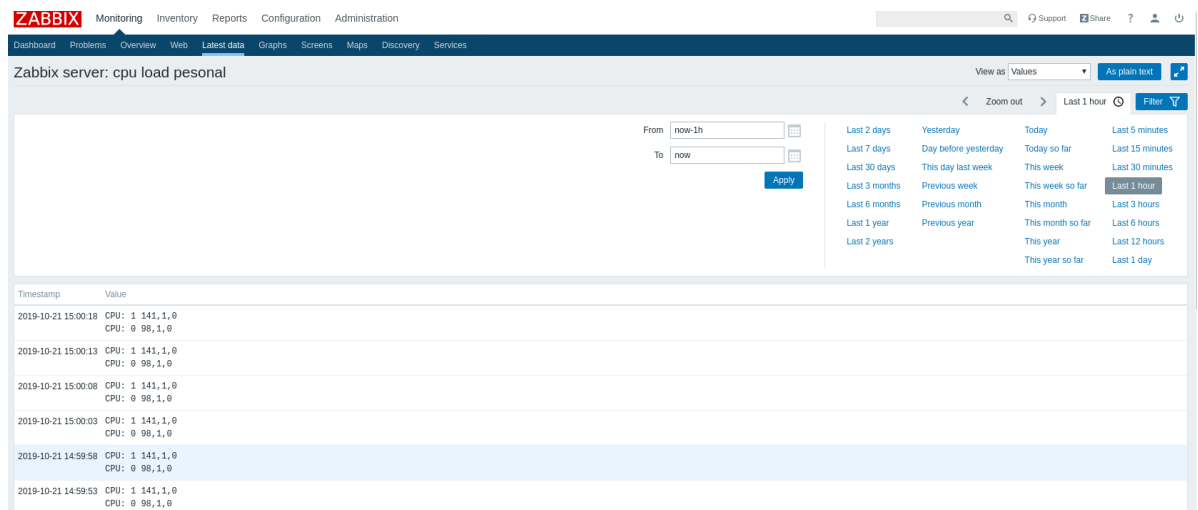 ZABBIX Monitoring Inventory Reports Configuration Administration Support Z Share ?
Dashboard Problems Overview Web Latest data Graphs Screens Maps Discovery Services
Zabbix server: cpu load pesonal View as Values As plain text
Zoom out Last 1 hour Filter
From now-1h
To now
Apply
Last 2 days Yesterday Today Last 5 minutes
Last 7 days Day before yesterday Today so far Last 15 minutes
Last 30 days This day last week This week Last 30 minutes
Last 3 months Previous week This week so far Last 1 hour
Last 6 months Previous month This month Last 3 hours
Last 1 year Previous year This month so far Last 6 hours
Last 2 years This year Last 12 hours
This year so far Last 1 day
Timestamp Value
2019-10-21 15:00:18 CPU: 1 141,1,0
CPU: 0 98,1,0
2019-10-21 15:00:13 CPU: 1 141,1,0
CPU: 0 98,1,0
2019-10-21 15:00:08 CPU: 1 141,1,0
CPU: 0 98,1,0
2019-10-21 15:00:03 CPU: 1 141,1,0
CPU: 0 98,1,0
2019-10-21 14:59:58 CPU: 1 141,1,0
CPU: 0 98,1,0
2019-10-21 14:59:53 CPU: 1 141,1,0
CPU: 0 98,1,0